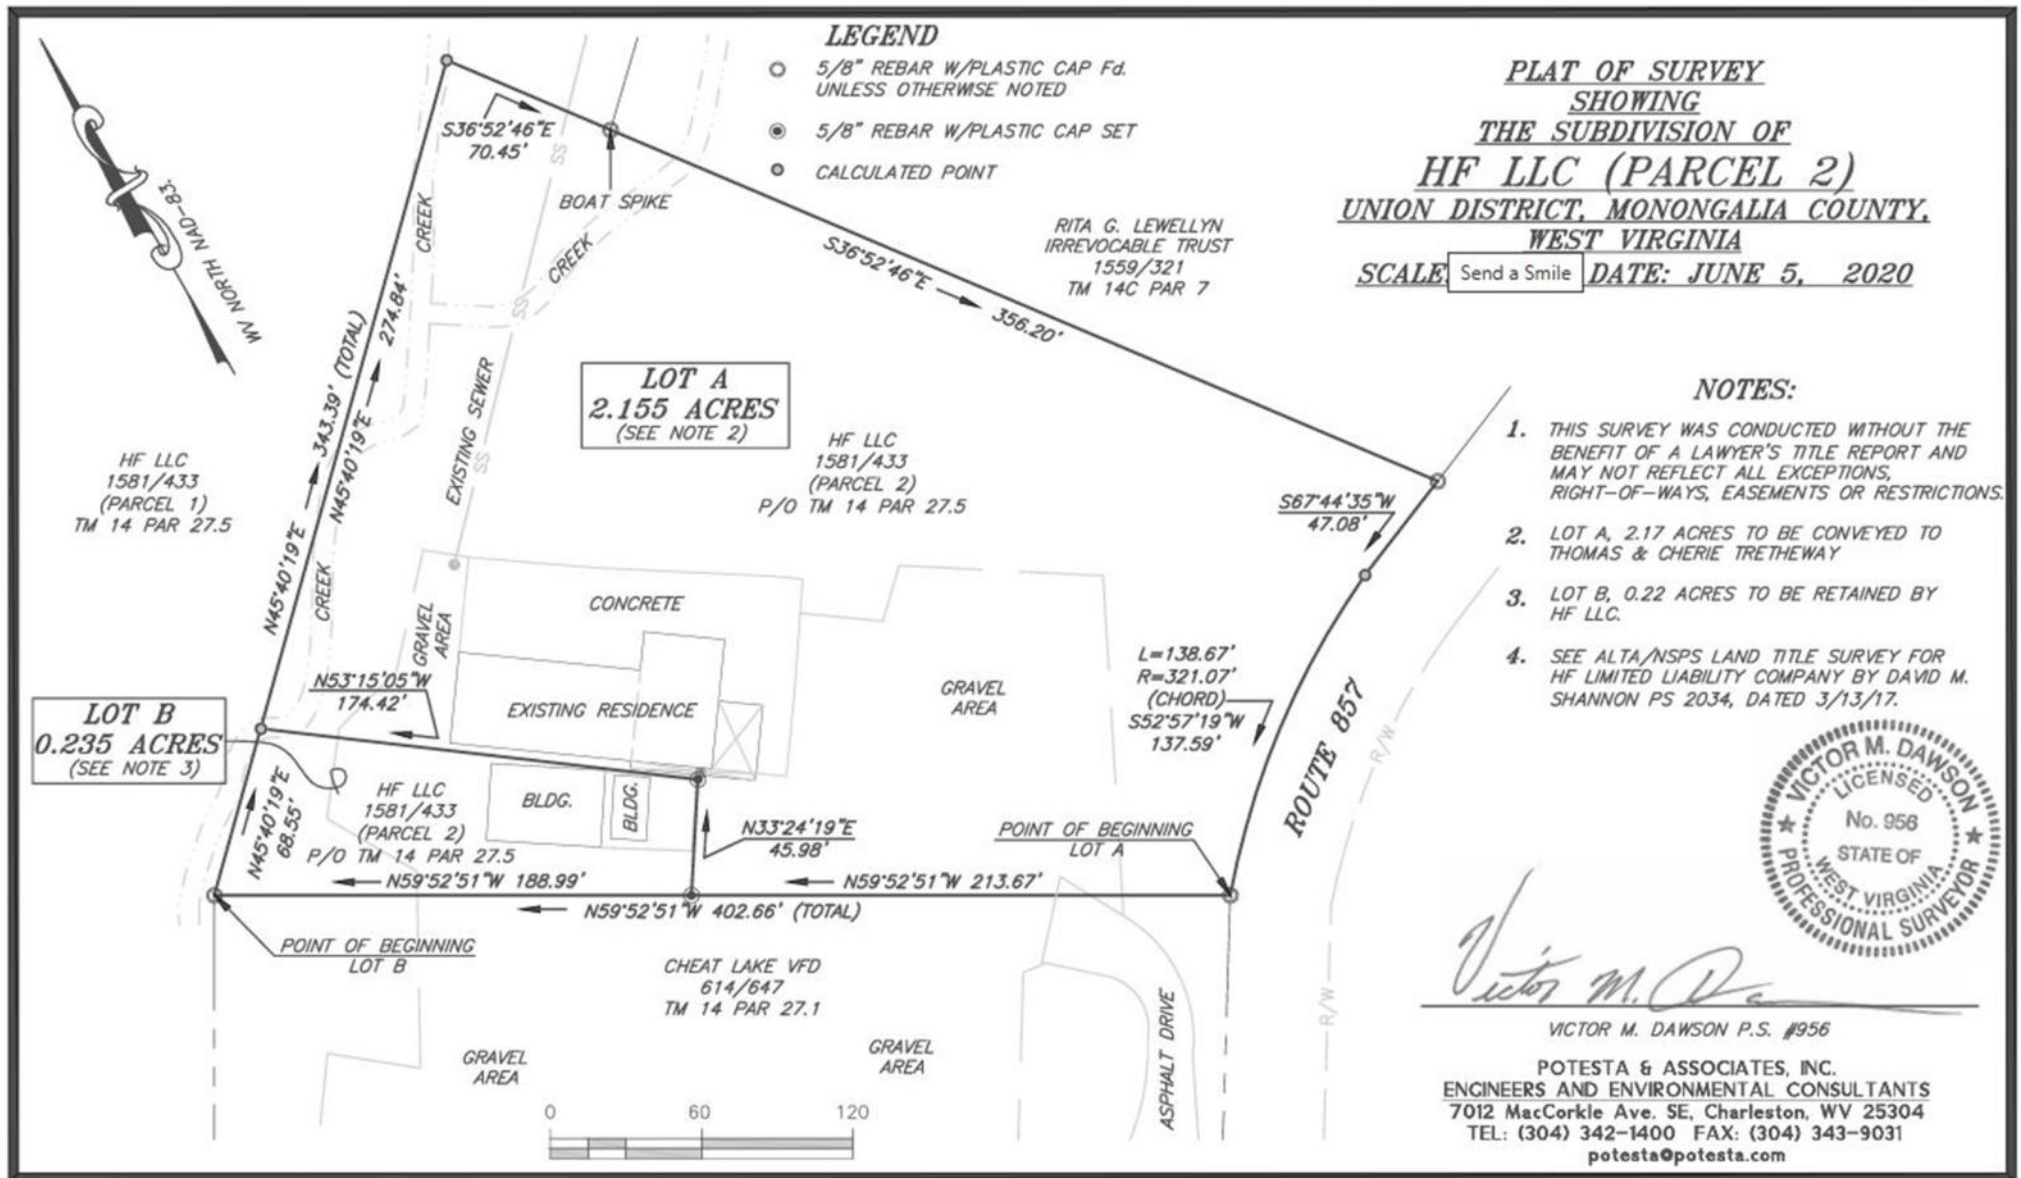 LEGEND
5/8" REBAR W/PLASTIC CAP Fd.
UNLESS OTHERWISE NOTED
5/8" REBAR W/PLASTIC CAP SET
CALCULATED POINT
PLAT OF SURVEY
SHOWING
THE SUBDIVISION OF
HF LLC (PARCEL 2)
UNION DISTRICT, MONONGALIA COUNTY,
WEST VIRGINIA
SCALE: Send a Smile DATE: JUNE 5, 2020
WV NORTH NAD-83.
S36°52'46"E
70.45'
BOAT SPIKE
SS
CREEK
CREEK
SS
RITA G. LEWELLYN
IRREVOCABLE TRUST
1559/321
TM 14C PAR 7
S36°52'46"E 356.20'
N45°40'19"E 343.39' (TOTAL)
N45°40'19"E 274.84'
CREEK
EXISTING SEWER
SS
LOT A
2.155 ACRES
(SEE NOTE 2)
HF LLC
1581/433
(PARCEL 2)
P/O TM 14 PAR 27.5
HF LLC
1581/433
(PARCEL 1)
TM 14 PAR 27.5
S67°44'35"W
47.08'
NOTES:
1. THIS SURVEY WAS CONDUCTED WITHOUT THE
BENEFIT OF A LAWYER'S TITLE REPORT AND
MAY NOT REFLECT ALL EXCEPTIONS,
RIGHT-OF-WAYS, EASEMENTS OR RESTRICTIONS.
2. LOT A, 2.17 ACRES TO BE CONVEYED TO
THOMAS & CHERIE TRETHEWAY
3. LOT B, 0.22 ACRES TO BE RETAINED BY
HF LLC.
4. SEE ALTA/NSPS LAND TITLE SURVEY FOR
HF LIMITED LIABILITY COMPANY BY DAVID M.
SHANNON PS 2034, DATED 3/13/17.
CONCRETE
GRAVEL
AREA
EXISTING RESIDENCE
GRAVEL
AREA
L=138.67'
R=321.07'
(CHORD)
S52°57'19"W
137.59'
ROUTE 857
R/W
N53°15'05"W
174.42'
LOT B
0.235 ACRES
(SEE NOTE 3)
N45°40'19"E
68.55'
HF LLC
1581/433
(PARCEL 2)
P/O TM 14 PAR 27.5
BLDG.
BLDG.
N33°24'19"E
45.98'
POINT OF BEGINNING
LOT A
N59°52'51"W 188.99'
N59°52'51"W 213.67'
N59°52'51"W 402.66' (TOTAL)
POINT OF BEGINNING
LOT B
CHEAT LAKE VFD
614/647
TM 14 PAR 27.1
GRAVEL
AREA
GRAVEL
AREA
ASPHALT DRIVE
R/W
0 60 120
VICTOR M. DAWSON
LICENSED
No. 956
STATE OF
WEST VIRGINIA
PROFESSIONAL SURVEYOR
Victor M. Da
VICTOR M. DAWSON P.S. #956
POTESTA & ASSOCIATES, INC.
ENGINEERS AND ENVIRONMENTAL CONSULTANTS
7012 MacCorkle Ave. SE, Charleston, WV 25304
TEL: (304) 342-1400 FAX: (304) 343-9031
potesta@potesta.com